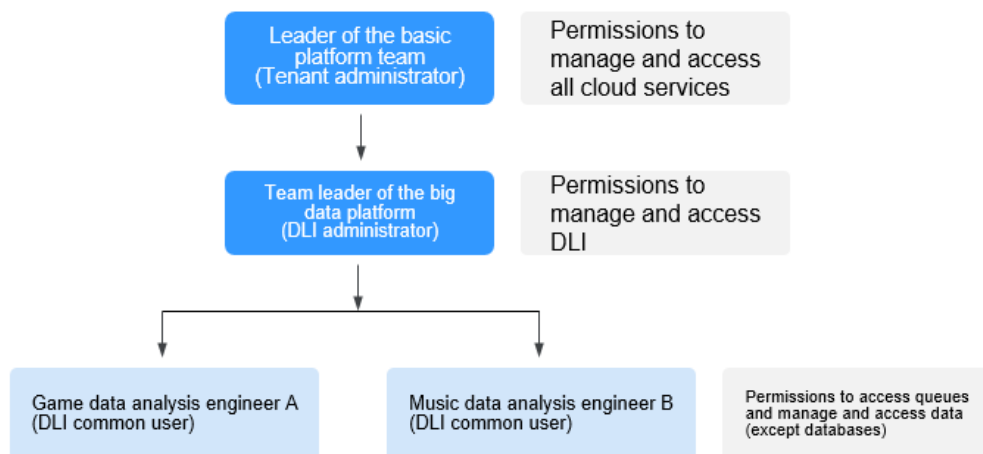 Leader of the basic
platform team
(Tenant administrator)
Permissions to
manage and access
all cloud services
Team leader of the big
data platform
(DLI administrator)
Permissions to
manage and access
DLI
Game data analysis engineer A
(DLI common user)
Music data analysis engineer B
(DLI common user)
Permissions to access queues
and manage and access data
(except databases)